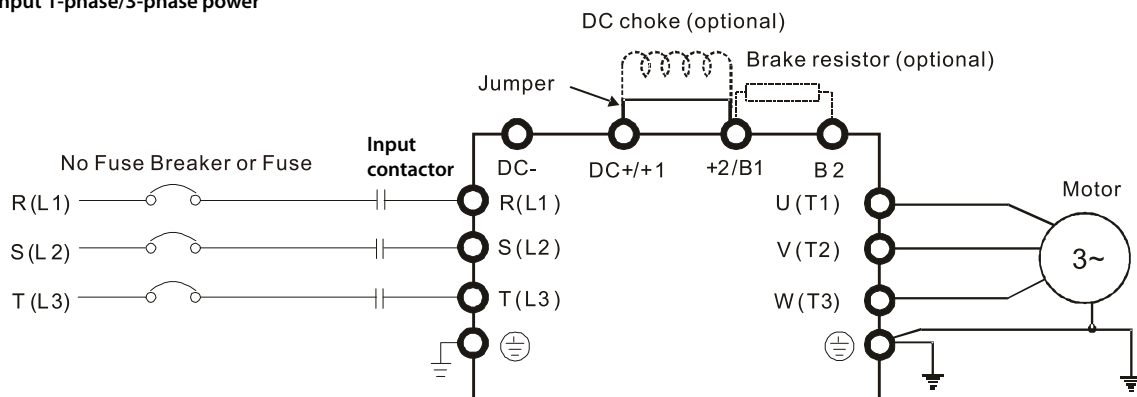 Input 1-phase/3-phase power
DC choke (optional)
Brake resistor (optional)
Jumper
No Fuse Breaker or Fuse
Input
contactor
DC-
DC+/+1
+2/B1
B2
Motor
R(L1)
R(L1)
U(T1)
S(L2)
S(L2)
V(T2)
3~
T(L3)
T(L3)
W(T3)